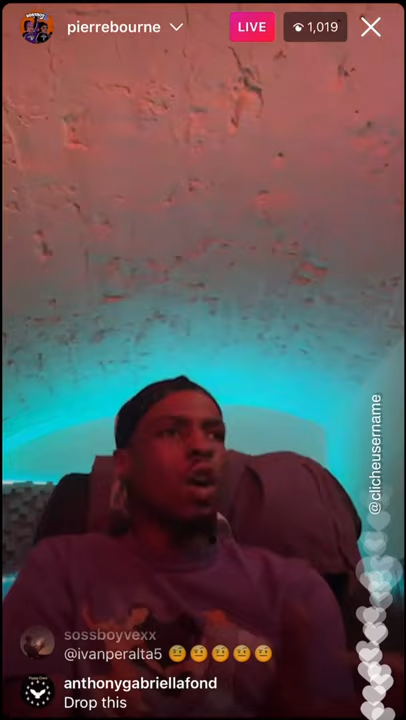 pierrebourne
LIVE
1,019
@clicheusername
sossboyvexx
@ivanperalta5 🤨🤨🤨🤨🤨
anthonygabriellafond
Drop this